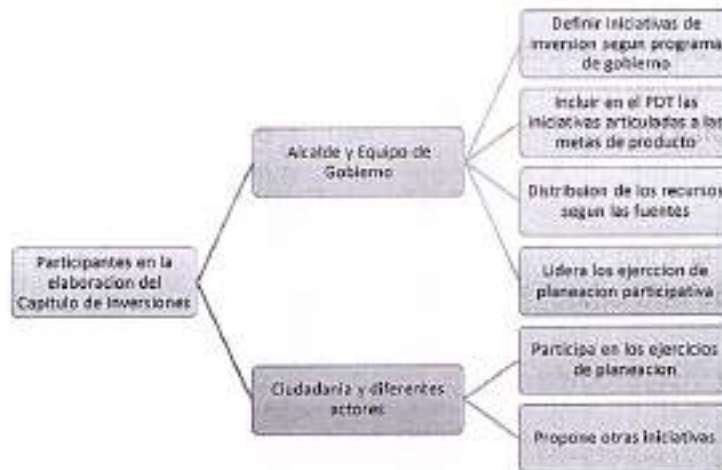 Participantes en la
elaboracion del
Capitulo de Inversiones
Alcalde y Equipo de
Gobierno
Definir iniciativas de
inversion segun programa
de gobierno
Incluir en el PDT las
iniciativas articuladas a las
metas de producto
Distribuion de los recursos
segun las fuentes
Lidera los ejerccion de
planeacion participativa
Ciudadania y diferentes
actores
Participa en los ejercicios
de planeacion
Propone otras iniciativas